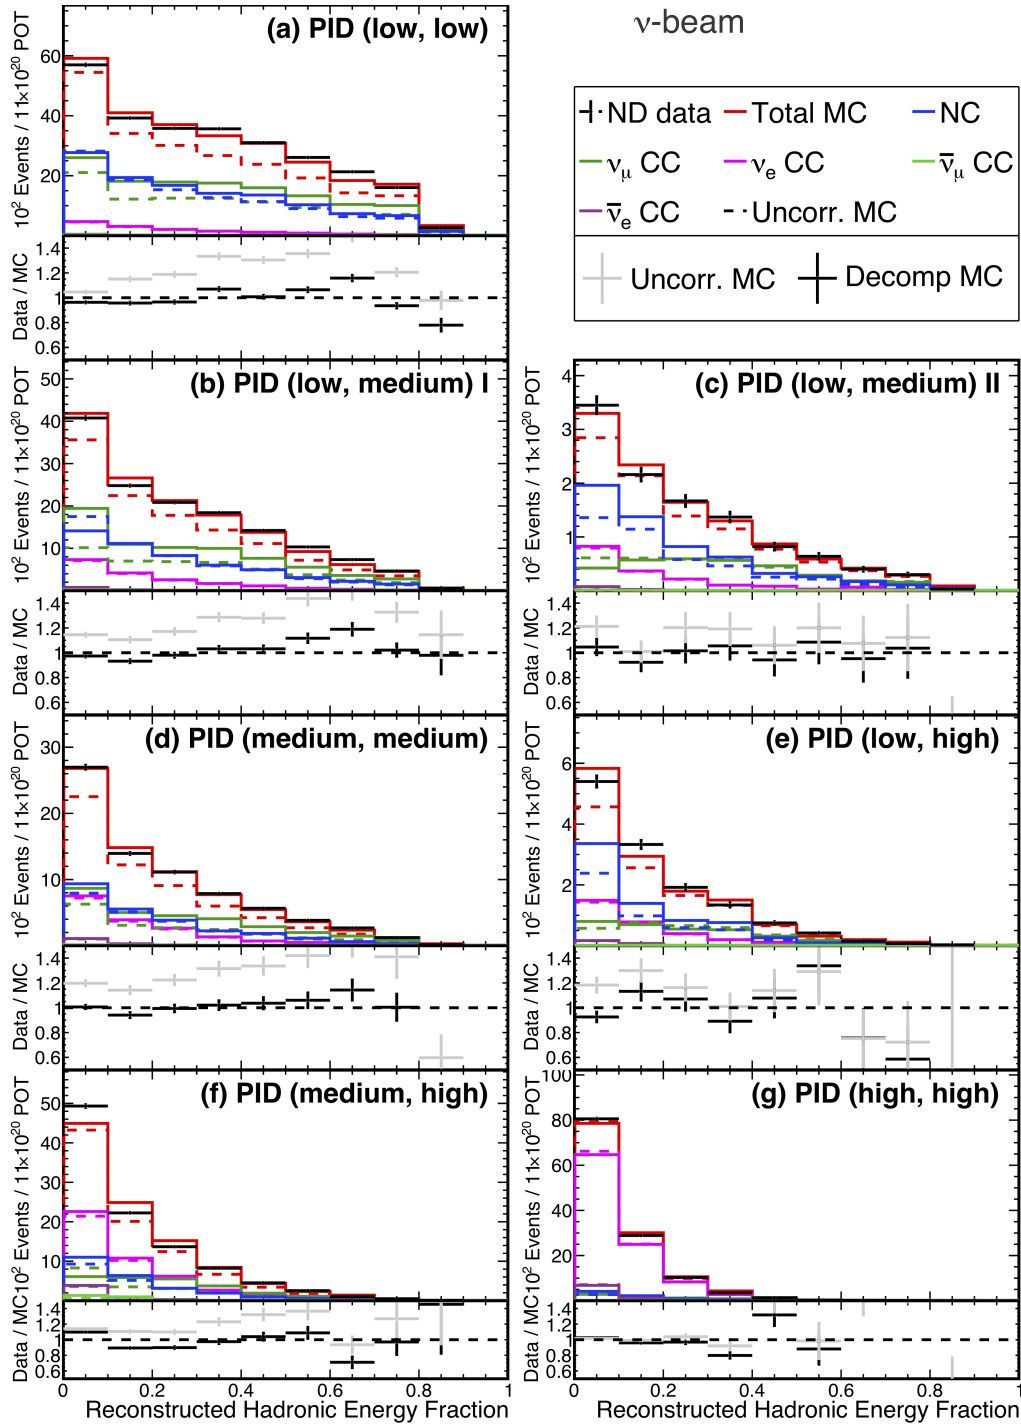 ν-beam
(a) PID (low, low)
10² Events / 11×10²⁰ POT
60
40
20
ND data
Total MC
NC
ν_μ CC
ν_e CC
ν̅_μ CC
ν̅_e CC
Uncorr. MC
Uncorr. MC
Decomp MC
Data / MC
1.4
1.2
1
0.8
0.6
(b) PID (low, medium) I
10² Events / 11×10²⁰ POT
50
40
30
20
10
Data / MC
1.4
1.2
1
0.8
0.6
(c) PID (low, medium) II
10² Events / 11×10²⁰ POT
4
3
2
1
Data / MC
1.4
1.2
1
0.8
0.6
(d) PID (medium, medium)
10² Events / 11×10²⁰ POT
30
20
10
Data / MC
1.4
1.2
1
0.8
0.6
(e) PID (low, high)
10² Events / 11×10²⁰ POT
6
4
2
Data / MC
1.4
1.2
1
0.8
0.6
(f) PID (medium, high)
10² Events / 11×10²⁰ POT
50
40
30
20
10
Data / MC
1.4
1.2
1
0.8
0.6
0 0.2 0.4 0.6 0.8 1
Reconstructed Hadronic Energy Fraction
(g) PID (high, high)
10² Events / 11×10²⁰ POT
100
80
60
40
20
Data / MC
1.4
1.2
1
0.8
0.6
0 0.2 0.4 0.6 0.8 1
Reconstructed Hadronic Energy Fraction